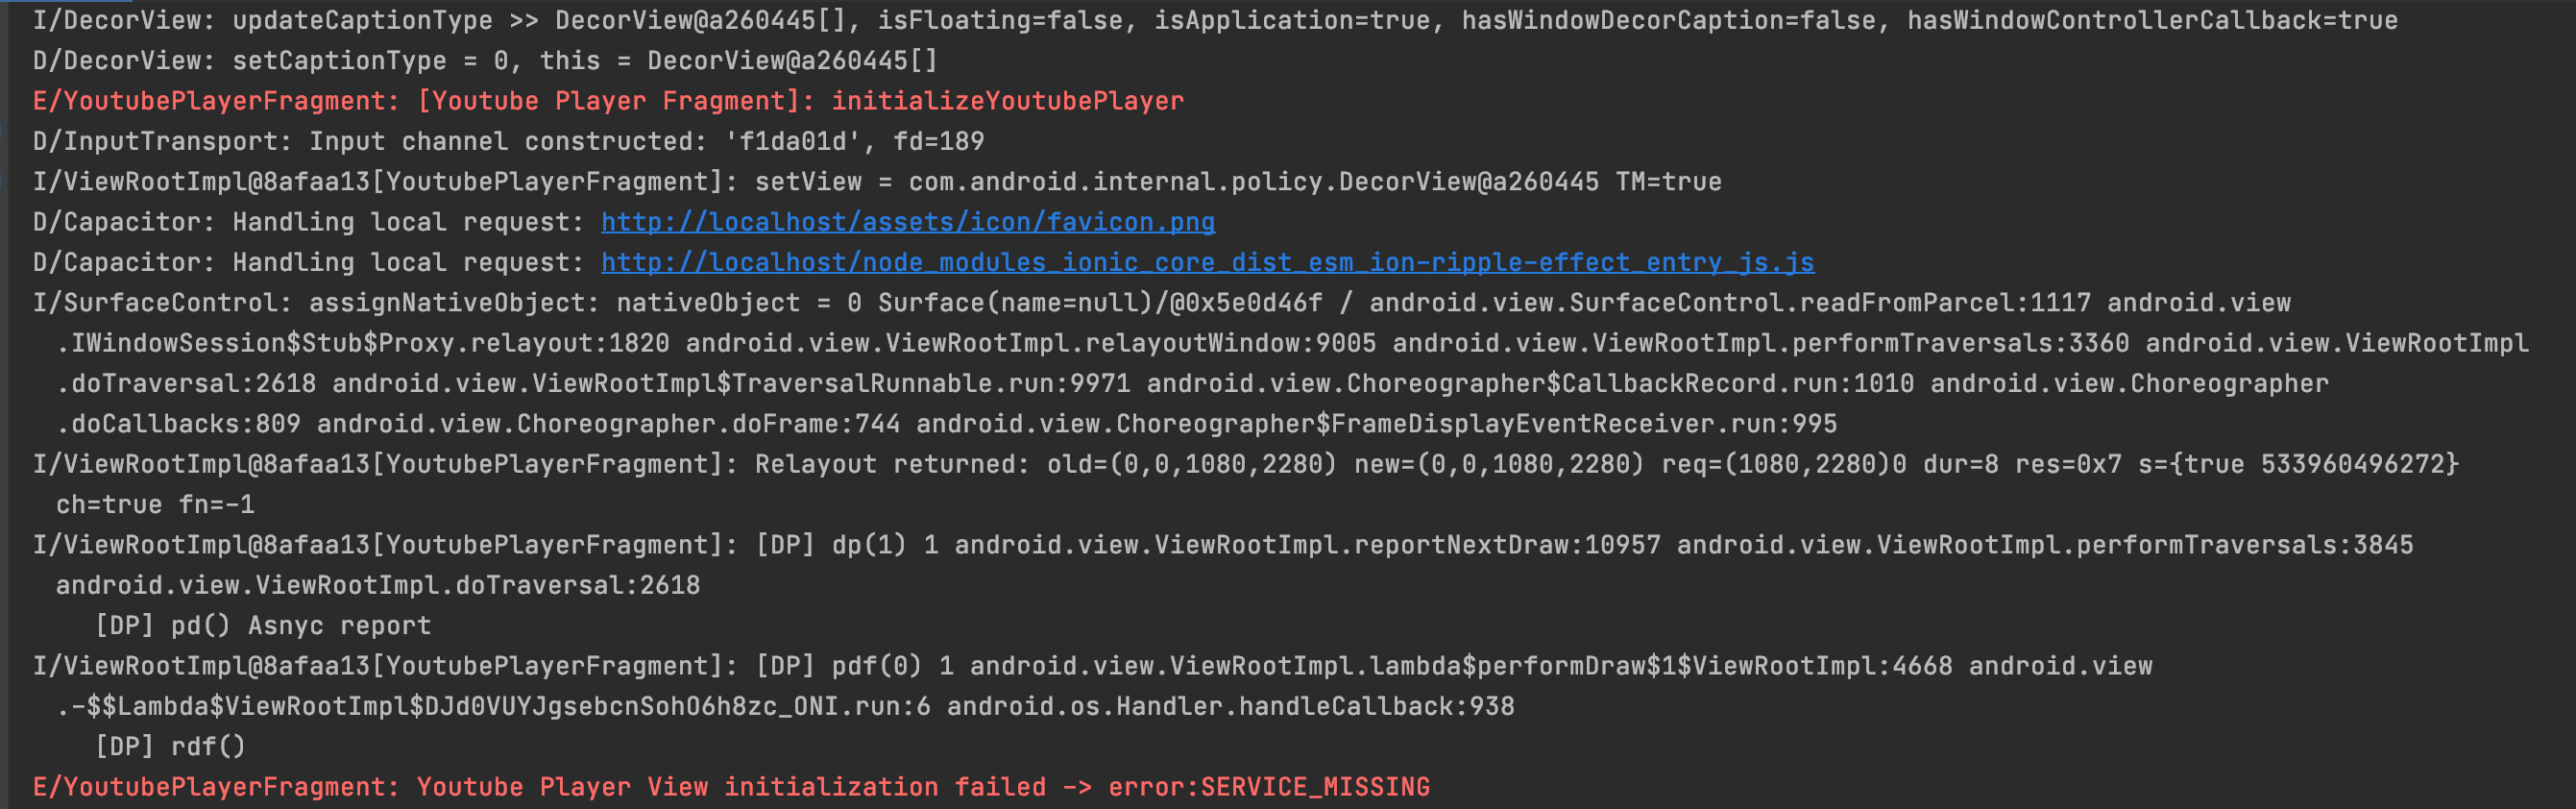 I/DecorView: updateCaptionType >> DecorView@a260445[], isFloating=false, isApplication=true, hasWindowDecorCaption=false, hasWindowControllerCallback=true
D/DecorView: setCaptionType = 0, this = DecorView@a260445[]
E/YoutubePlayerFragment: [Youtube Player Fragment]: initializeYoutubePlayer
D/InputTransport: Input channel constructed: 'f1da01d', fd=189
I/ViewRootImpl@8afaa13[YoutubePlayerFragment]: setView = com.android.internal.policy.DecorView@a260445 TM=true
D/Capacitor: Handling local request: http://localhost/assets/icon/favicon.png
D/Capacitor: Handling local request: http://localhost/node_modules_ionic_core_dist_esm_ion-ripple-effect_entry_js.js
I/SurfaceControl: assignNativeObject: nativeObject = 0 Surface(name=null)/@0x5e0d46f / android.view.SurfaceControl.readFromParcel:1117 android.view
.IWindowSession$Stub$Proxy.relayout:1820 android.view.ViewRootImpl.relayoutWindow:9005 android.view.ViewRootImpl.performTraversals:3360 android.view.ViewRootImpl
.doTraversal:2618 android.view.ViewRootImpl$TraversalRunnable.run:9971 android.view.Choreographer$CallbackRecord.run:1010 android.view.Choreographer
.doCallbacks:809 android.view.Choreographer.doFrame:744 android.view.Choreographer$FrameDisplayEventReceiver.run:995
I/ViewRootImpl@8afaa13[YoutubePlayerFragment]: Relayout returned: old=(0,0,1080,2280) new=(0,0,1080,2280) req=(1080,2280)0 dur=8 res=0x7 s={true 533960496272}
ch=true fn=-1
I/ViewRootImpl@8afaa13[YoutubePlayerFragment]: [DP] dp(1) 1 android.view.ViewRootImpl.reportNextDraw:10957 android.view.ViewRootImpl.performTraversals:3845
android.view.ViewRootImpl.doTraversal:2618
[DP] pd() Asnyc report
I/ViewRootImpl@8afaa13[YoutubePlayerFragment]: [DP] pdf(0) 1 android.view.ViewRootImpl.lambda$performDraw$1$ViewRootImpl:4668 android.view
.-$$Lambda$ViewRootImpl$DJd0VUYJgsebcnSohO6h8zc_ONI.run:6 android.os.Handler.handleCallback:938
[DP] rdf()
E/YoutubePlayerFragment: Youtube Player View initialization failed -> error:SERVICE_MISSING